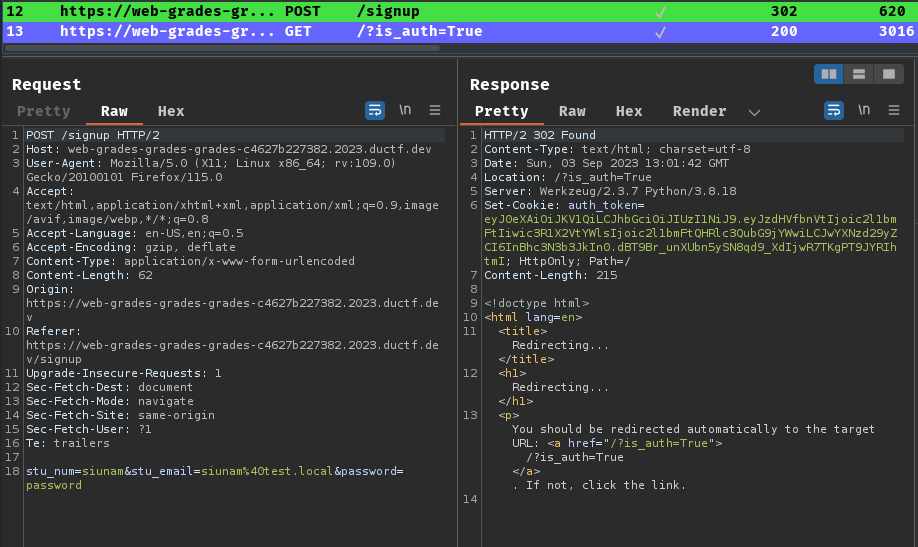 12 https://web-grades-gr... POST /signup ✓ 302 620
13 https://web-grades-gr... GET /?is_auth=True ✓ 200 3016
Request
Pretty Raw Hex \n
1 POST /signup HTTP/2
2 Host: web-grades-grades-grades-c4627b227382.2023.ductf.dev
3 User-Agent: Mozilla/5.0 (X11; Linux x86_64; rv:109.0)
Gecko/20100101 Firefox/115.0
4 Accept:
text/html,application/xhtml+xml,application/xml;q=0.9,image
/avif,image/webp,*/*;q=0.8
5 Accept-Language: en-US,en;q=0.5
6 Accept-Encoding: gzip, deflate
7 Content-Type: application/x-www-form-urlencoded
8 Content-Length: 62
9 Origin:
https://web-grades-grades-grades-c4627b227382.2023.ductf.de
v
10 Referer:
https://web-grades-grades-grades-c4627b227382.2023.ductf.de
v/signup
11 Upgrade-Insecure-Requests: 1
12 Sec-Fetch-Dest: document
13 Sec-Fetch-Mode: navigate
14 Sec-Fetch-Site: same-origin
15 Sec-Fetch-User: ?1
16 Te: trailers
17
18 stu_num=siunam&stu_email=siunam%40test.local&password=
password
Response
Pretty Raw Hex Render \n
1 HTTP/2 302 Found
2 Content-Type: text/html; charset=utf-8
3 Date: Sun, 03 Sep 2023 13:01:42 GMT
4 Location: /?is_auth=True
5 Server: Werkzeug/2.3.7 Python/3.8.18
6 Set-Cookie: auth_token=
eyJ0eXAiOiJKV1QiLCJhbGciOiJIUzI1NiJ9.eyJzdHVfbnVtIjoic2l1bm
FtIiwic3R1X2VtYWlsIjoic2l1bmFtQHRlc3QubG9jYWwiLCJwYXNzd29yZ
CI6InBhc3N3b3JkIn0.dBT9Br_unXUbn5ySN8qd9_XdIjwR7TKgPT9JYRIh
tmI; HttpOnly; Path=/
7 Content-Length: 215
8
9 <!doctype html>
10 <html lang=en>
11 <title>
Redirecting...
</title>
12 <h1>
Redirecting...
</h1>
13 <p>
You should be redirected automatically to the target
URL: <a href="/?is_auth=True">
/?is_auth=True
</a>
. If not, click the link.
14